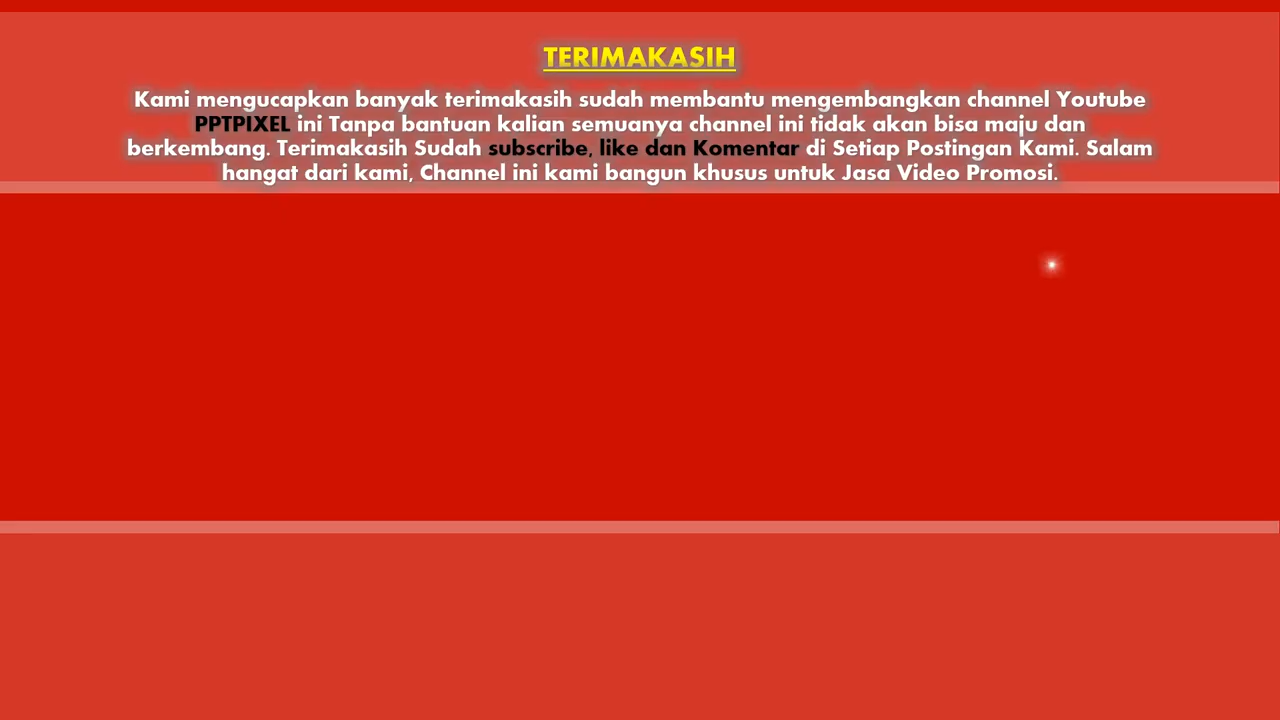 TERIMAKASIH
Kami mengucapkan banyak terimakasih sudah membantu mengembangkan channel Youtube
PPTPIXEL ini Tanpa bantuan kalian semuanya channel ini tidak akan bisa maju dan
berkembang. Terimakasih Sudah subscribe, like dan Komentar di Setiap Postingan Kami. Salam
hangat dari kami, Channel ini kami bangun khusus untuk Jasa Video Promosi.